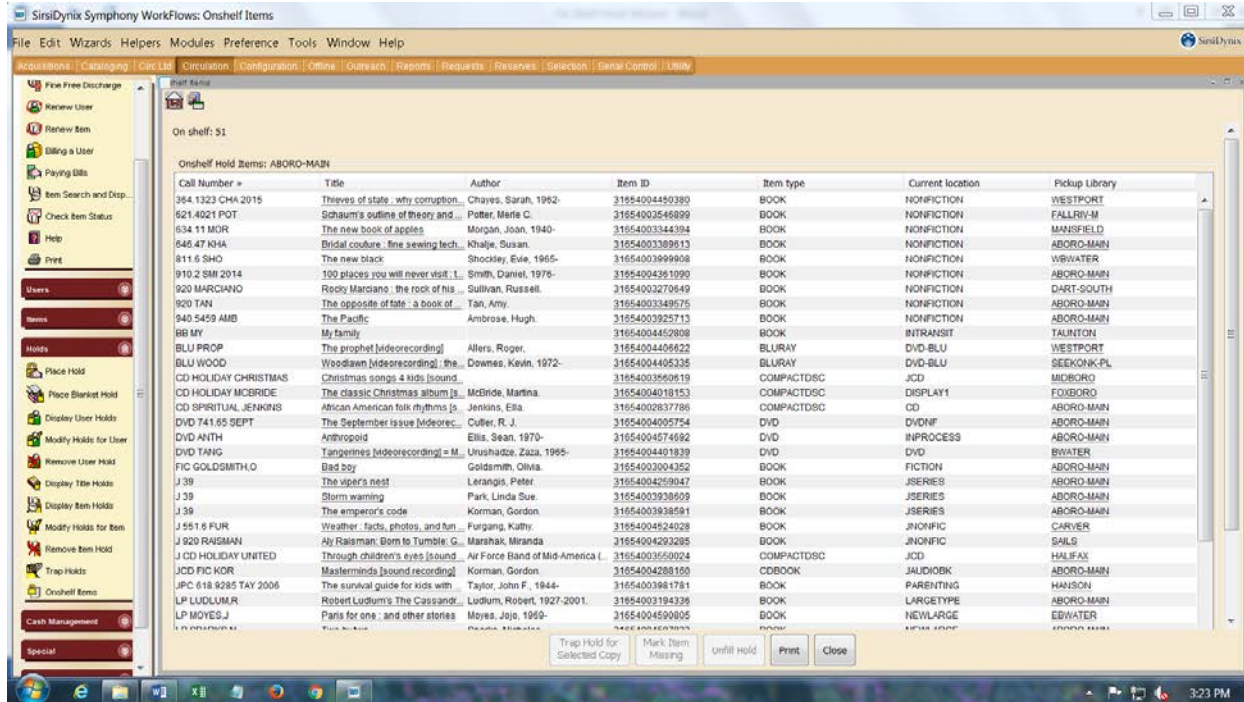 SirsiDynix Symphony WorkFlows: Onshelf Items
File Edit Wizards Helpers Modules Preference Tools Window Help
SirsiDynix
Acquisitions Cataloging Circ Ltd Circulation Configuration Offline Outreach Reports Requests Reserves Selection Serial Control Utility
Fine Free Discharge
Renew User
Renew Item
Billing a User
Paying Bills
Item Search and Disp...
Check Item Status
Help
Print
Users
Items
Holds
Place Hold
Place Blanket Hold
Display User Holds
Modify Holds for User
Remove User Hold
Display Title Holds
Display Item Holds
Modify Holds for Item
Remove Item Hold
Trap Holds
Onshelf Items
Cash Management
Special
On shelf: 51
Onshelf Hold Items: ABORO-MAIN
Call Number Title Author Item ID Item type Current location Pickup Library
364.1323 CHA 2015 Thieves of state : why corruption... Chayes, Sarah, 1962- 31654004450380 BOOK NONFICTION WESTPORT
621.4021 POT Schaum's outline of theory and ... Potter, Merle C. 31654003546899 BOOK NONFICTION FALLRIV-M
634.11 MOR The new book of apples Morgan, Joan, 1940- 31654003344394 BOOK NONFICTION MANSFIELD
646.47 KHA Bridal couture : fine sewing tech... Khalje, Susan. 31654003389613 BOOK NONFICTION ABORO-MAIN
811.6 SHO The new black Shockley, Evie, 1965- 31654003999908 BOOK NONFICTION WBWATER
910.2 SMI 2014 100 places you will never visit : t... Smith, Daniel, 1976- 31654004361090 BOOK NONFICTION ABORO-MAIN
920 MARCIANO Rocky Marciano : the rock of his ... Sullivan, Russell. 31654003270649 BOOK NONFICTION DART-SOUTH
920 TAN The opposite of fate : a book of ... Tan, Amy. 31654003349575 BOOK NONFICTION ABORO-MAIN
940.5459 AMB The Pacific Ambrose, Hugh. 31654003925713 BOOK NONFICTION ABORO-MAIN
BB MY My family 31654004452808 BOOK INTRANSIT TAUNTON
BLU PROP The prophet [videorecording] Allers, Roger, 31654004406622 BLURAY DVD-BLU WESTPORT
BLU WOOD Woodlawn [videorecording] : the... Downes, Kevin, 1972- 31654004405335 BLURAY DVD-BLU SEEKONK-PL
CD HOLIDAY CHRISTMAS Christmas songs 4 kids [sound... 31654003560619 COMPACTDSC JCD MIDBORO
CD HOLIDAY MCBRIDE The classic Christmas album [s... McBride, Martina. 31654004018153 COMPACTDSC DISPLAY1 FOXBORO
CD SPIRITUAL JENKINS African American folk rhythms [s... Jenkins, Ella. 31654002837786 COMPACTDSC CD ABORO-MAIN
DVD 741.65 SEPT The September issue [videorec... Cutler, R. J. 31654004005754 DVD DVDNF ABORO-MAIN
DVD ANTH Anthropoid Ellis, Sean, 1970- 31654004574692 DVD INPROCESS ABORO-MAIN
DVD TANG Tangerines [videorecording] = M... Urushadze, Zaza, 1965- 31654004401839 DVD DVD BWATER
FIC GOLDSMITH,O Bad boy Goldsmith, Olivia. 31654003004352 BOOK FICTION ABORO-MAIN
J 39 The viper's nest Lerangis, Peter. 31654004259047 BOOK JSERIES ABORO-MAIN
J 39 Storm warning Park, Linda Sue. 31654003938609 BOOK JSERIES ABORO-MAIN
J 39 The emperor's code Korman, Gordon. 31654003938591 BOOK JSERIES ABORO-MAIN
J 551.6 FUR Weather : facts, photos, and fun ... Furgang, Kathy. 31654004524028 BOOK JNONFIC CARVER
J 920 RAISMAN Aly Raisman: Born to Tumble: G... Marshak, Miranda 31654004293285 BOOK JNONFIC SAILS
J CD HOLIDAY UNITED Through children's eyes [sound... Air Force Band of Mid-America (... 31654003550024 COMPACTDSC JCD HALIFAX
JCD FIC KOR Masterminds [sound recording] Korman, Gordon. 31654004288160 CDBOOK JAUDIOBK ABORO-MAIN
JPC 618.9285 TAY 2006 The survival guide for kids with ... Taylor, John F., 1944- 31654003981781 BOOK PARENTING HANSON
LP LUDLUM,R Robert Ludlum's The Cassandr... Ludlum, Robert, 1927-2001. 31654003194336 BOOK LARGETYPE ABORO-MAIN
LP MOYES,J Paris for one : and other stories Moyes, Jojo, 1969- 31654004590805 BOOK NEWLARGE EBWATER
Trap Hold for Selected Copy Mark Item Missing Unfill Hold Print Close
3:23 PM